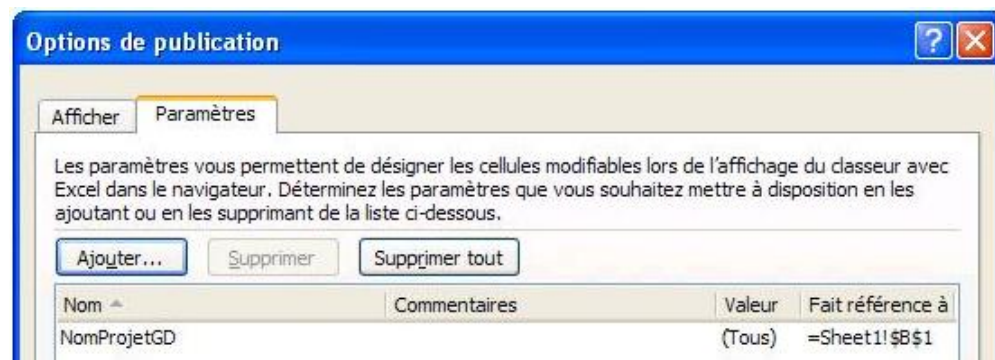 Options de publication
Afficher Paramètres
Les paramètres vous permettent de désigner les cellules modifiables lors de l'affichage du classeur avec
Excel dans le navigateur. Déterminez les paramètres que vous souhaitez mettre à disposition en les
ajoutant ou en les supprimant de la liste ci-dessous.
Ajouter... Supprimer Supprimer tout
Nom Commentaires Valeur Fait référence à
NomProjetGD (Tous) =Sheet1!$B$1